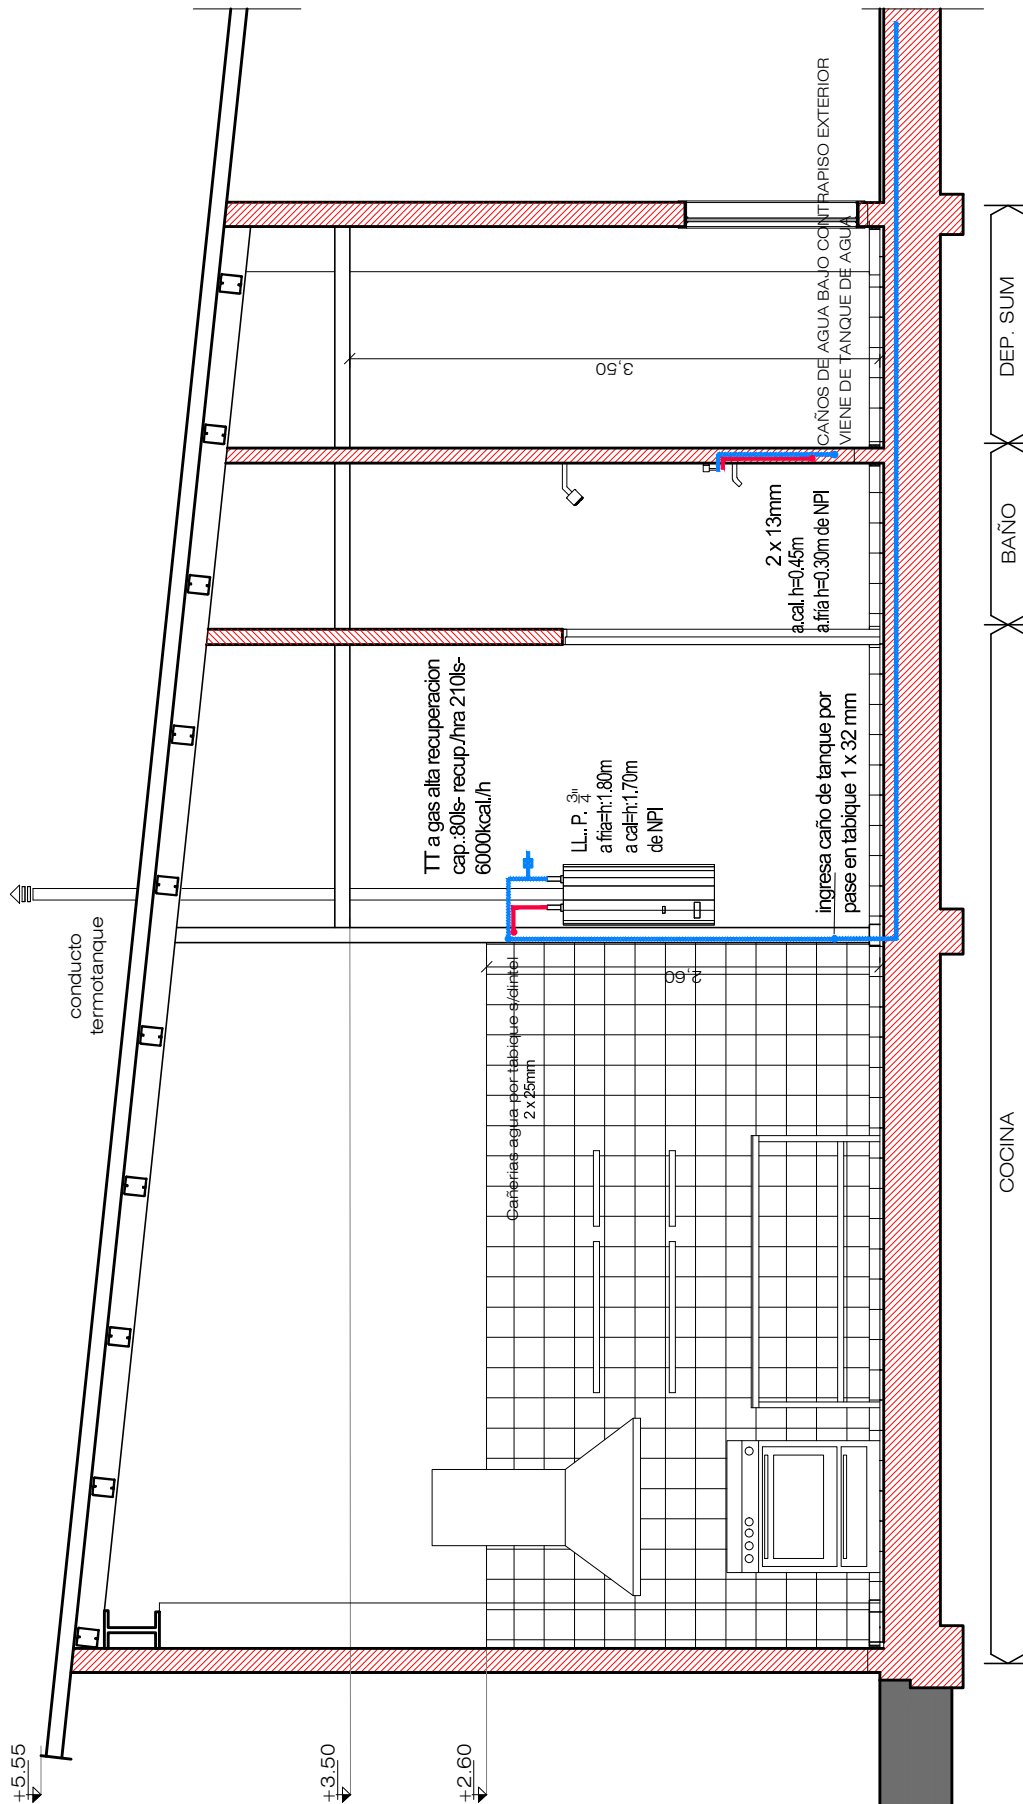 +5.55
+3.50
+2.60
conducto
termotanque
TT a gas alta recuperacion
cap.:80ls- recup./hra 210ls-
6000kcal./h
LL.. P. 3"/4
a fria=h:1.80m
a cal=h:1.70m
de NPI
Cañerias agua por tabique s/dintel
2 x 25mm
2,60
ingresa caño de tanque por
pase en tabique 1 x 32 mm
2 x 13mm
a.cal. h=0.45m
a.fría h=0.30m de NPI
3,50
CAÑOS DE AGUA BAJO CONTRAPISO EXTERIOR
VIENE DE TANQUE DE AGUA
COCINA
BAÑO
DEP. SUM